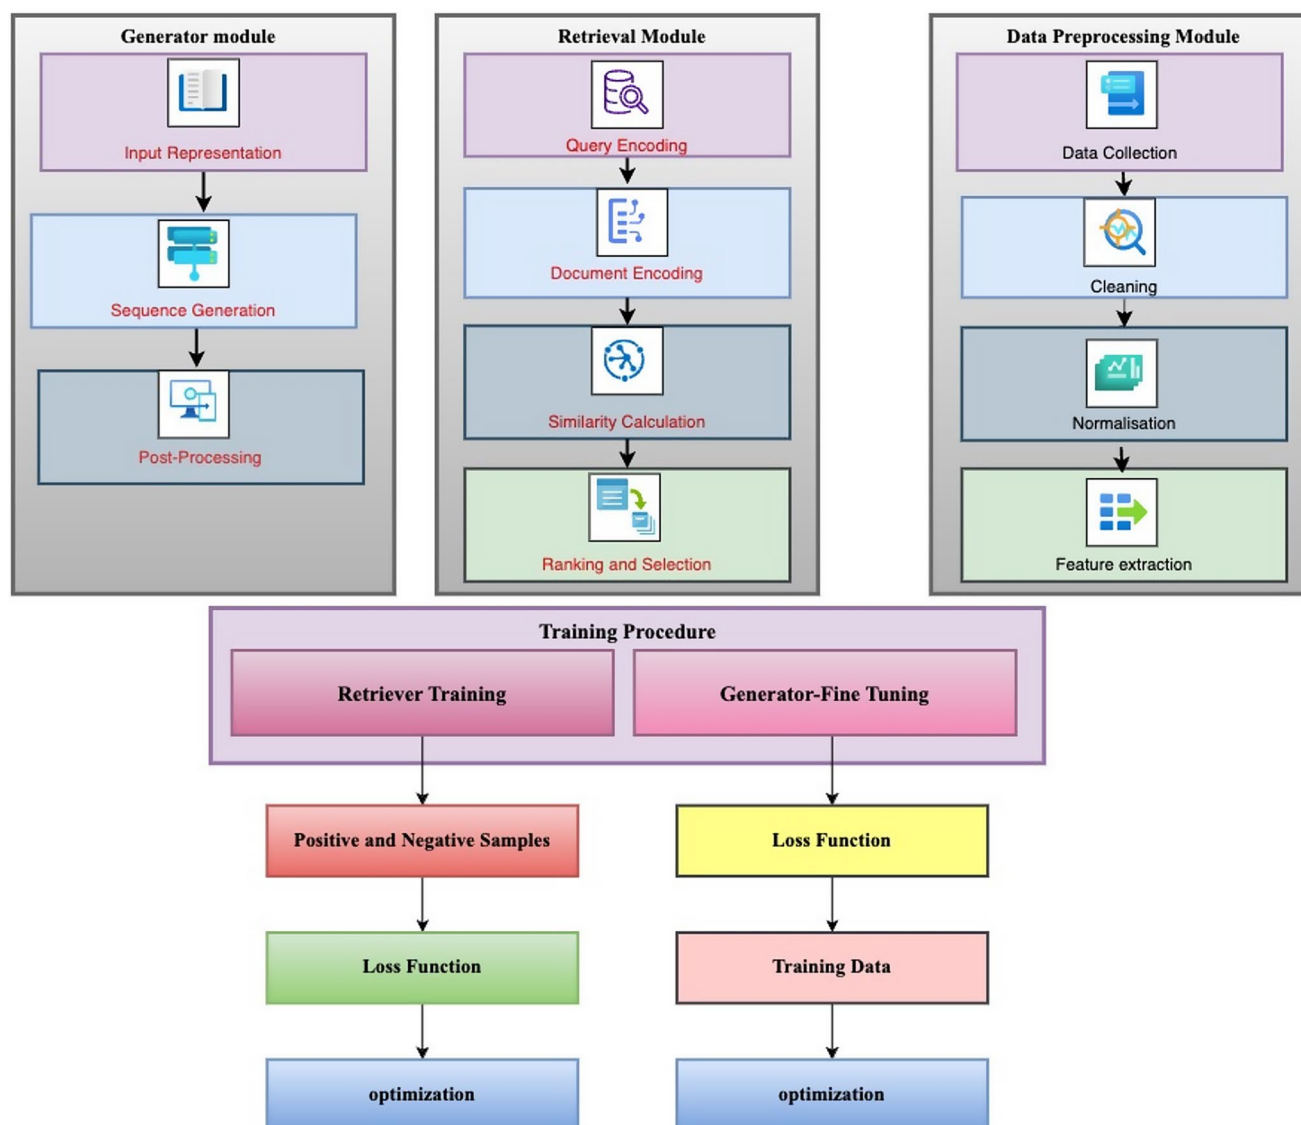 Generator module
Input Representation
Sequence Generation
Post-Processing
Retrieval Module
Query Encoding
Document Encoding
Similarity Calculation
Ranking and Selection
Data Preprocessing Module
Data Collection
Cleaning
Normalisation
Feature extraction
Training Procedure
Retriever Training
Positive and Negative Samples
Loss Function
optimization
Generator-Fine Tuning
Loss Function
Training Data
optimization